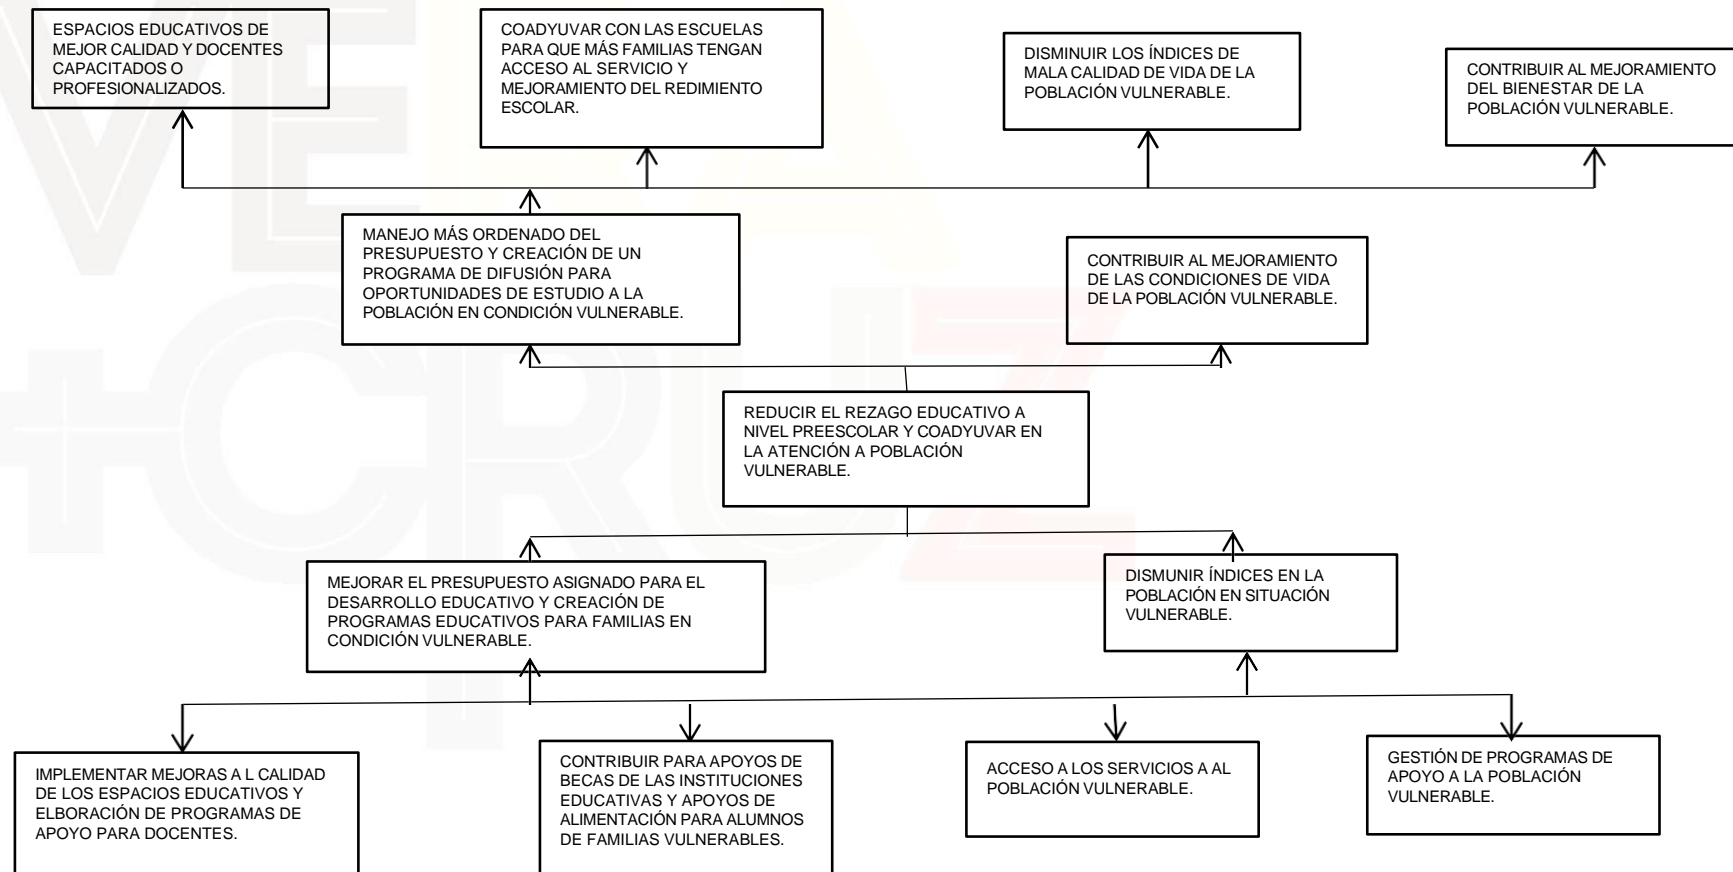 ESPACIOS EDUCATIVOS DE
MEJOR CALIDAD Y DOCENTES
CAPACITADOS O
PROFESIONALIZADOS.
COADYUVAR CON LAS ESCUELAS
PARA QUE MÁS FAMILIAS TENGAN
ACCESO AL SERVICIO Y
MEJORAMIENTO DEL REDIMIENTO
ESCOLAR.
DISMINUIR LOS ÍNDICES DE
MALA CALIDAD DE VIDA DE LA
POBLACIÓN VULNERABLE.
CONTRIBUIR AL MEJORAMIENTO
DEL BIENESTAR DE LA
POBLACIÓN VULNERABLE.
MANEJO MÁS ORDENADO DEL
PRESUPUESTO Y CREACIÓN DE UN
PROGRAMA DE DIFUSIÓN PARA
OPORTUNIDADES DE ESTUDIO A LA
POBLACIÓN EN CONDICIÓN VULNERABLE.
CONTRIBUIR AL MEJORAMIENTO
DE LAS CONDICIONES DE VIDA
DE LA POBLACIÓN VULNERABLE.
REDUCIR EL REZAGO EDUCATIVO A
NIVEL PREESCOLAR Y COADYUVAR EN
LA ATENCIÓN A POBLACIÓN
VULNERABLE.
MEJORAR EL PRESUPUESTO ASIGNADO PARA EL
DESARROLLO EDUCATIVO Y CREACIÓN DE
PROGRAMAS EDUCATIVOS PARA FAMILIAS EN
CONDICIÓN VULNERABLE.
DISMUNIR ÍNDICES EN LA
POBLACIÓN EN SITUACIÓN
VULNERABLE.
IMPLEMENTAR MEJORAS A L CALIDAD
DE LOS ESPACIOS EDUCATIVOS Y
ELBORACIÓN DE PROGRAMAS DE
APOYO PARA DOCENTES.
CONTRIBUIR PARA APOYOS DE
BECAS DE LAS INSTITUCIONES
EDUCATIVAS Y APOYOS DE
ALIMENTACIÓN PARA ALUMNOS
DE FAMILIAS VULNERABLES.
ACCESO A LOS SERVICIOS A AL
POBLACIÓN VULNERABLE.
GESTIÓN DE PROGRAMAS DE
APOYO A LA POBLACIÓN
VULNERABLE.
VERA
+CRUZ